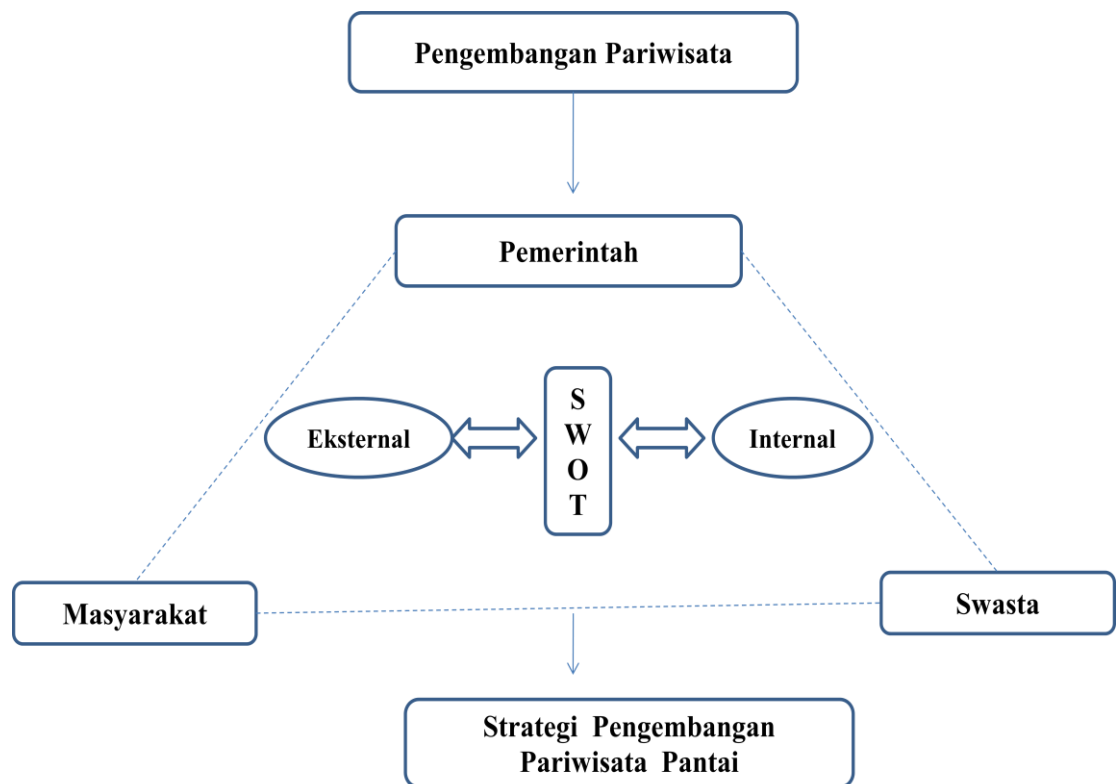 Pengembangan Pariwisata
Pemerintah
Eksternal
S
W
O
T
Internal
Masyarakat
Swasta
Strategi Pengembangan
Pariwisata Pantai